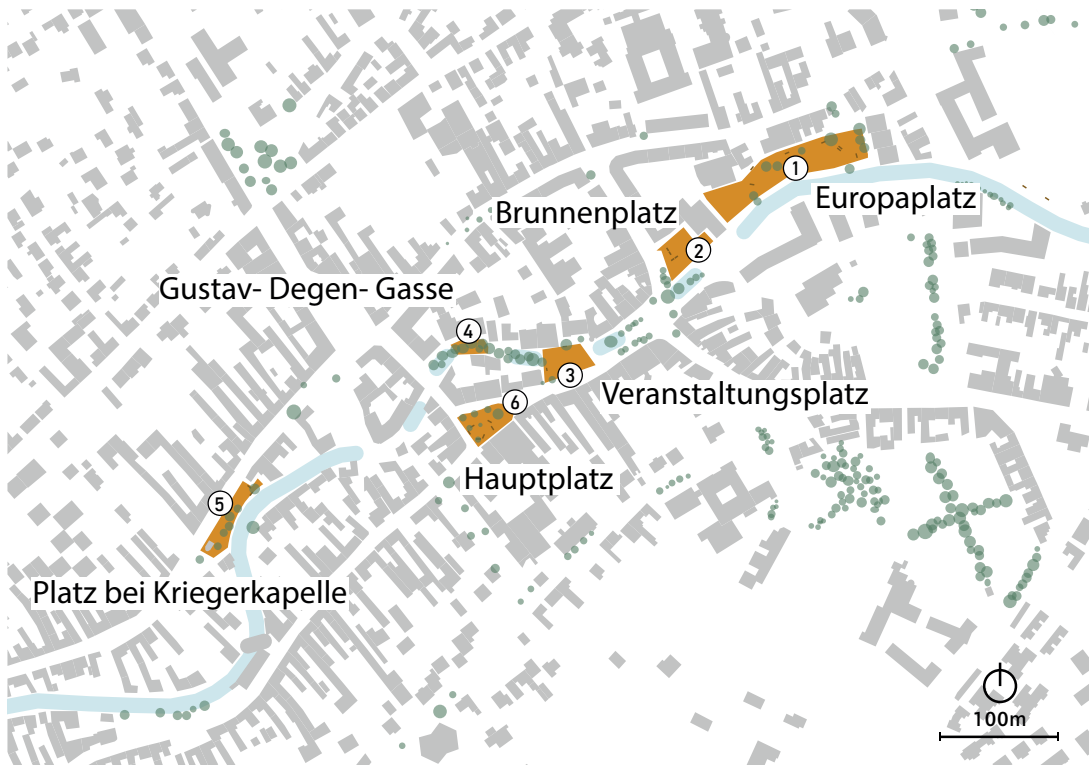 1
Europaplatz
Brunnenplatz
2
Gustav- Degen- Gasse
4
3
Veranstaltungsplatz
6
Hauptplatz
5
Platz bei Kriegerkapelle
100m